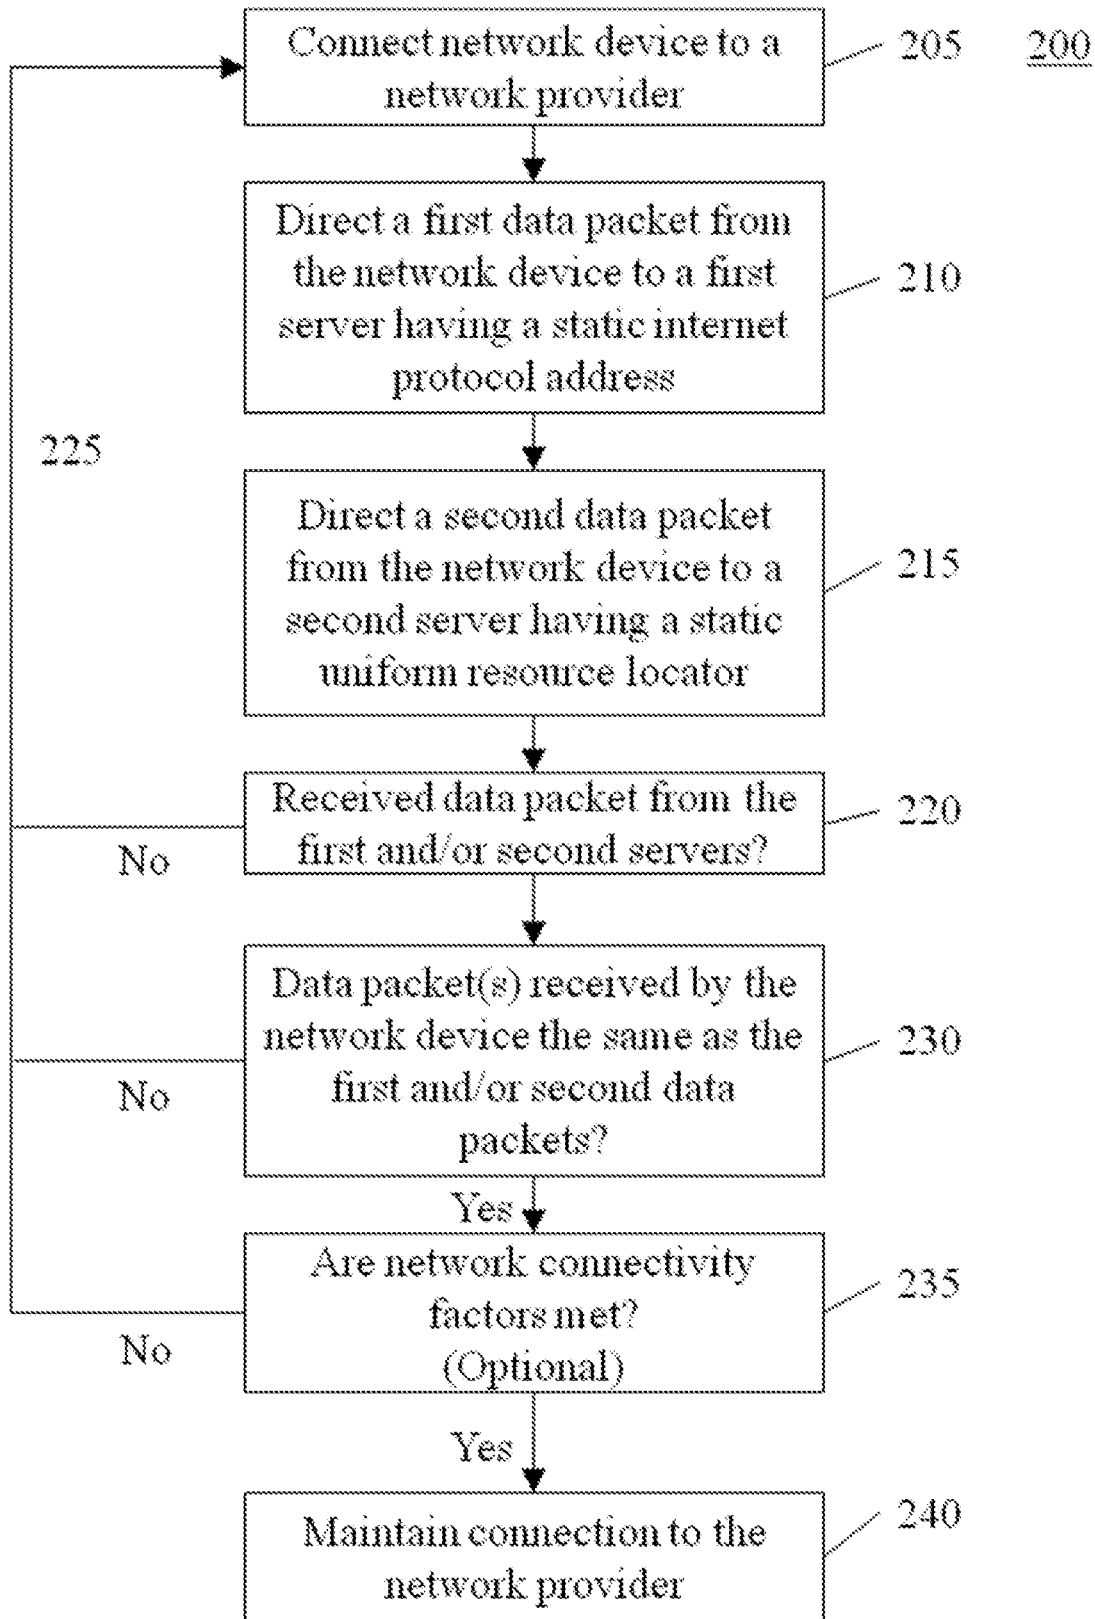 Connect network device to a
network provider
205
200
Direct a first data packet from
the network device to a first
server having a static internet
protocol address
210
225
Direct a second data packet
from the network device to a
second server having a static
uniform resource locator
215
Received data packet from the
first and/or second servers?
220
No
Data packet(s) received by the
network device the same as the
first and/or second data
packets?
230
No
Yes
Are network connectivity
factors met?
(Optional)
235
No
Yes
Maintain connection to the
network provider
240